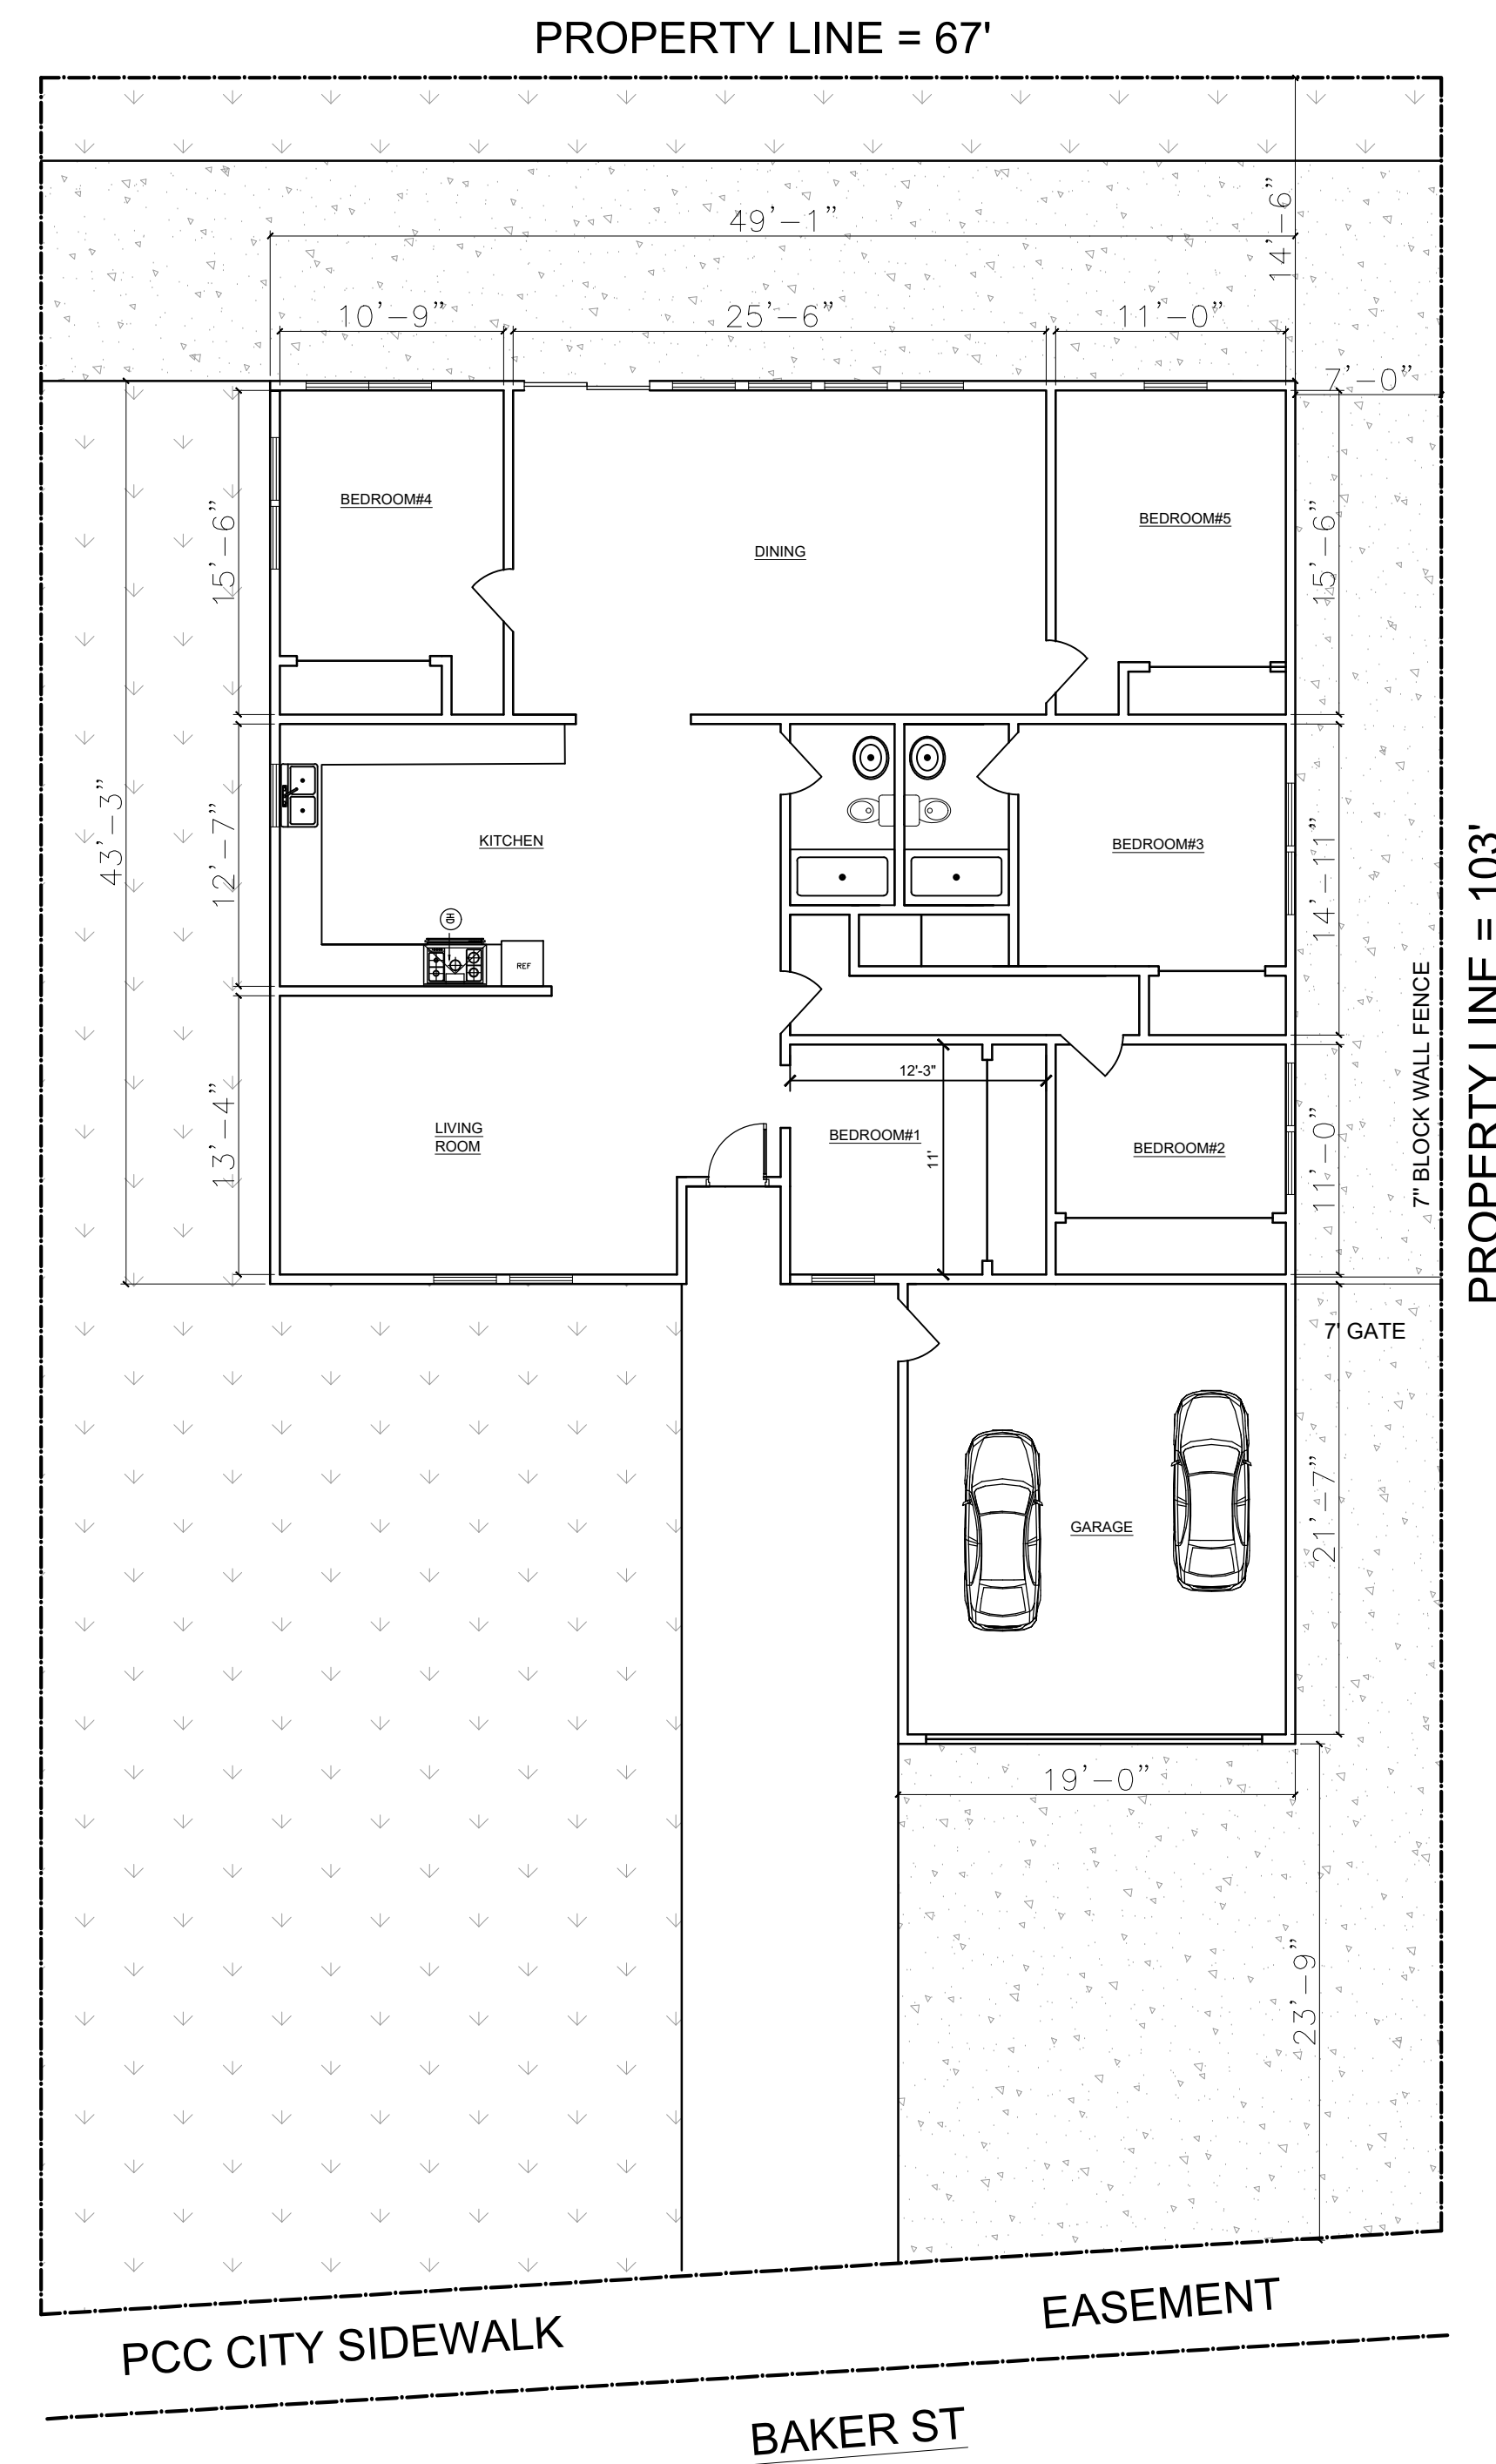 PROPERTY LINE = 67'
14'-6"
49'-1"
10'-9"
25'-6"
11'-0"
7'-0"
BEDROOM#4
BEDROOM#5
15'-6"
15'-6"
DINING
43'-3"
12'-7"
KITCHEN
BEDROOM#3
14'-11"
PROPERTY LINE = 103'
HD
REF
7" BLOCK WALL FENCE
12'-3"
13'-4"
LIVING
ROOM
BEDROOM#1
11'
BEDROOM#2
11'-0"
7' GATE
21'-7"
GARAGE
19'-0"
23'-9"
EASEMENT
PCC CITY SIDEWALK
BAKER ST